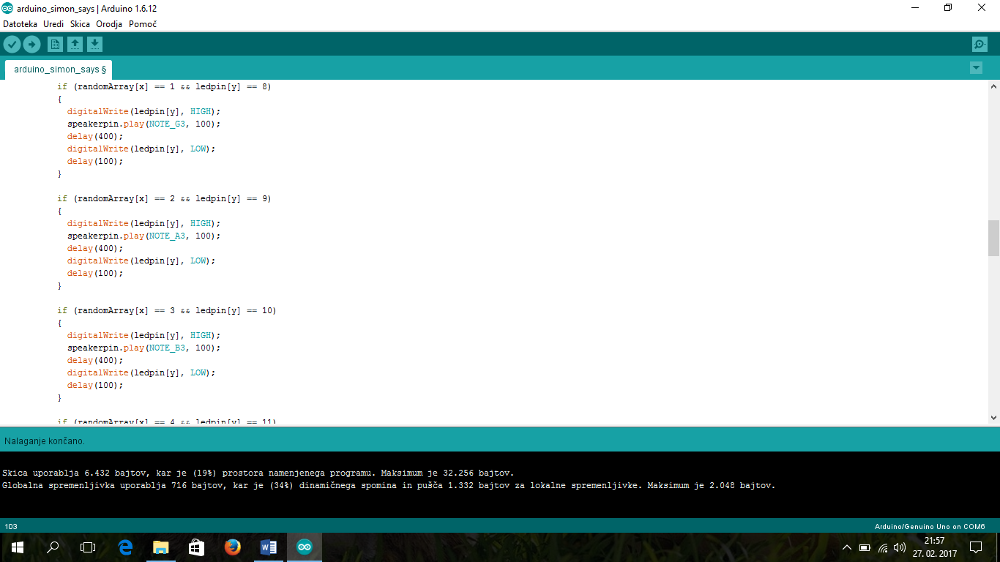 arduino_simon_says | Arduino 1.6.12
Datoteka Uredi Skica Orodja Pomoč
arduino_simon_says §
if (randomArray[x] == 1 && ledpin[y] == 8)
{
digitalWrite(ledpin[y], HIGH);
speakerpin.play(NOTE_G3, 100);
delay(400);
digitalWrite(ledpin[y], LOW);
delay(100);
}
if (randomArray[x] == 2 && ledpin[y] == 9)
{
digitalWrite(ledpin[y], HIGH);
speakerpin.play(NOTE_A3, 100);
delay(400);
digitalWrite(ledpin[y], LOW);
delay(100);
}
if (randomArray[x] == 3 && ledpin[y] == 10)
{
digitalWrite(ledpin[y], HIGH);
speakerpin.play(NOTE_B3, 100);
delay(400);
digitalWrite(ledpin[y], LOW);
delay(100);
}
if (randomArray[x] == 4 && ledpin[y] == 11)
Nalaganje končano.
Skica uporablja 6.432 bajtov, kar je (19%) prostora namenjenega programu. Maksimum je 32.256 bajtov.
Globalna spremenljivka uporablja 716 bajtov, kar je (34%) dinamičnega spomina in pušča 1.332 bajtov za lokalne spremenljivke. Maksimum je 2.048 bajtov.
103
Arduino/Genuino Uno on COM6
21:57
27. 02. 2017